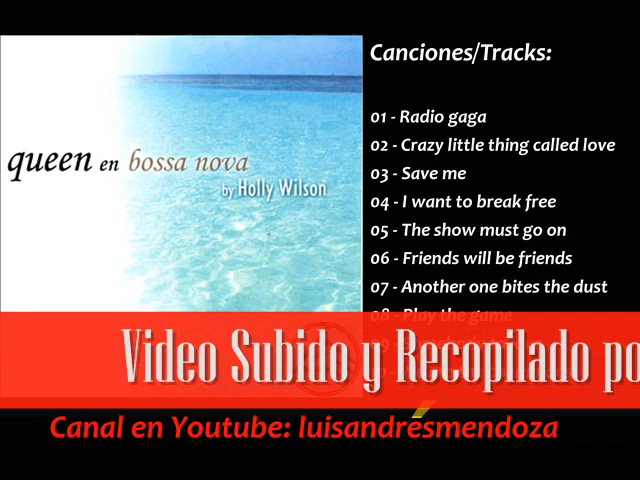 Canciones/Tracks:
01 - Radio gaga
02 - Crazy little thing called love
03 - Save me
04 - I want to break free
05 - The show must go on
06 - Friends will be friends
07 - Another one bites the dust
08 - Play the game
queen en bossa nova
by Holly Wilson
Video Subido y Recopilado po
Canal en Youtube: luisandrésmendoza